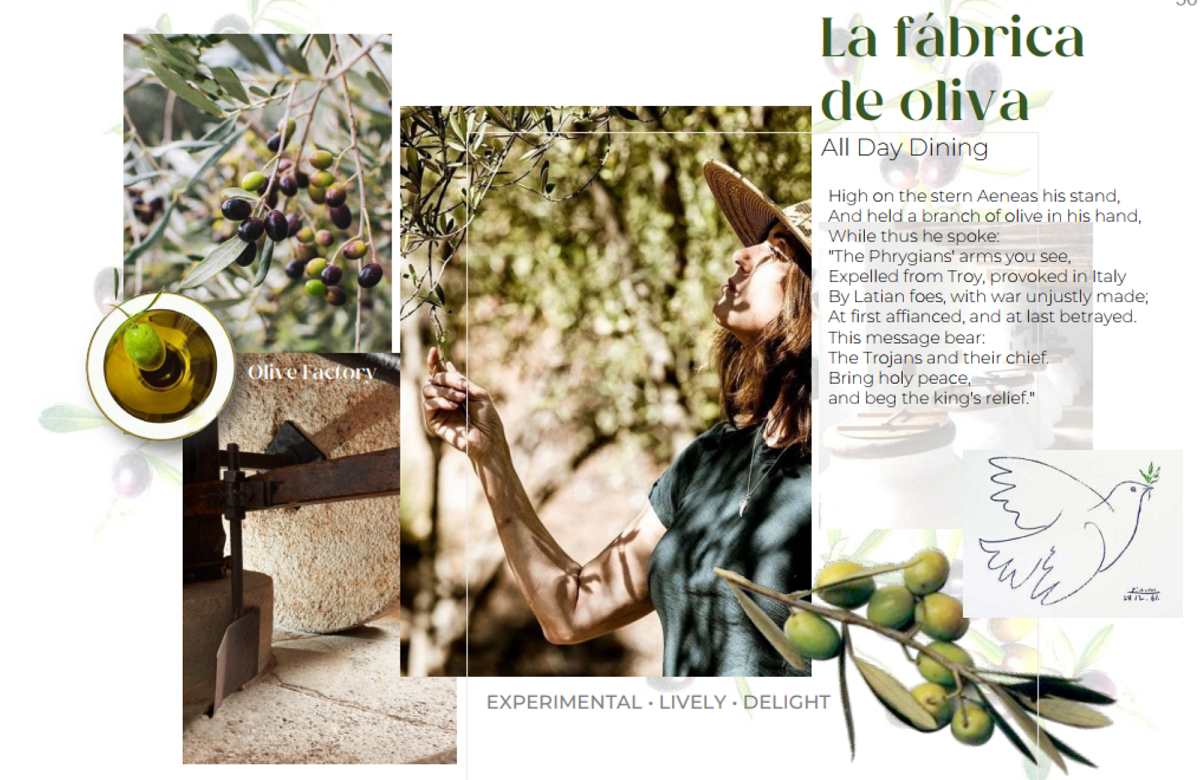 La fábrica
de oliva
All Day Dining
High on the stern Aeneas his stand,
And held a branch of olive in his hand,
While thus he spoke:
"The Phrygians' arms you see,
Expelled from Troy, provoked in Italy
By Latian foes, with war unjustly made;
At first affianced, and at last betrayed.
This message bear:
The Trojans and their chief.
Bring holy peace,
and beg the king's relief."
Olive Factory
EXPERIMENTAL • LIVELY • DELIGHT